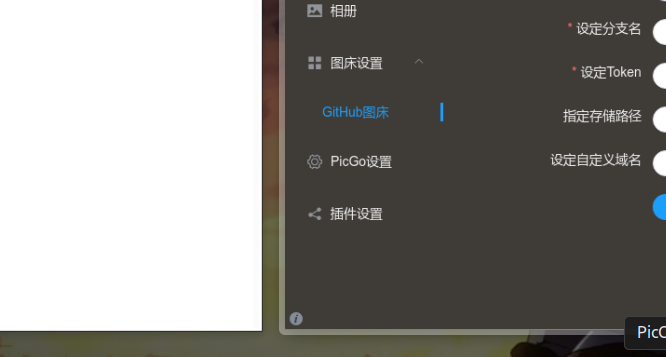 相册
图床设置
GitHub图床
PicGo设置
插件设置
* 设定分支名
* 设定Token
指定存储路径
设定自定义域名